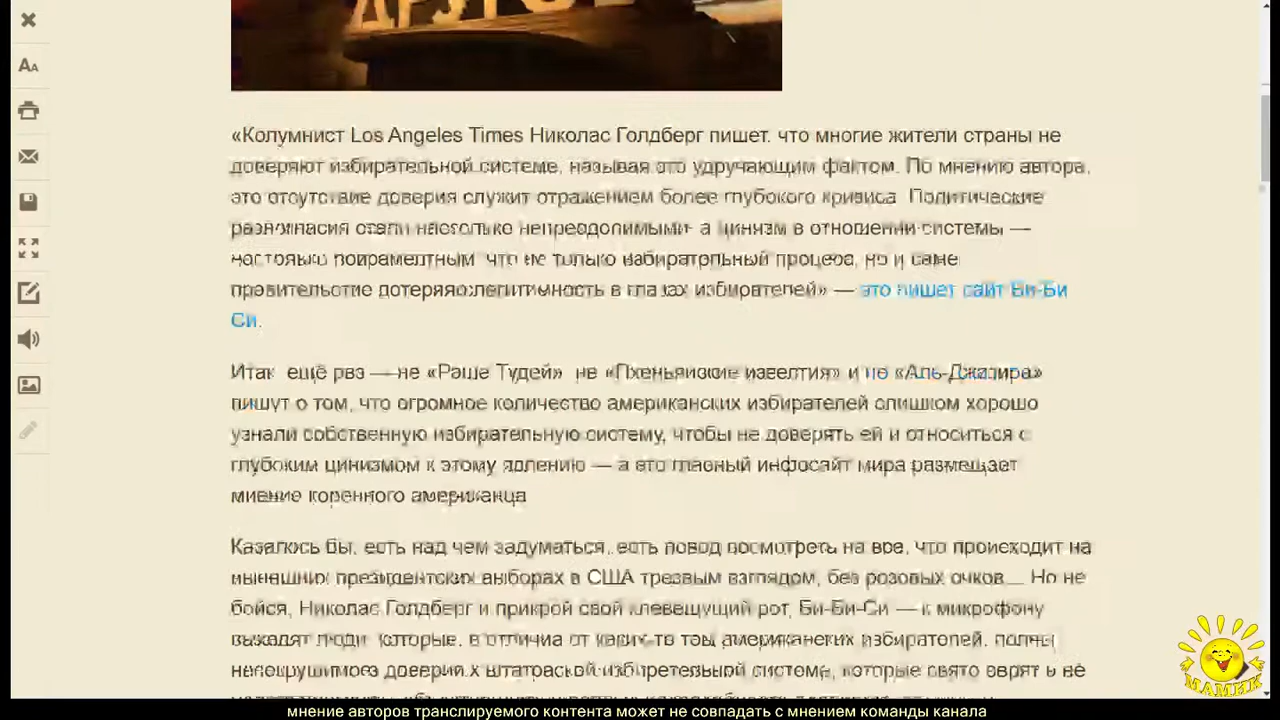 «Колумнист Los Angeles Times Николас Голдберг пишет, что многие жители страны не
доверяют избирательной системе, называя это удручающим фактом. По мнению автора,
это отсутствие доверия служит отражением более глубокого кризиса. Политические
разногласия стали настолько непреодолимыми, а цинизм в отношении системы —
что не только избирательный процесс, но и само
правительство потеряло легитимность в глазах избирателей» — это пишет сайт Би-Би
Си.
Итак, ещё раз — не «Раша Тудей», не «Пхеньянские известия» и не «Аль-Джазира»
пишут о том, что огромное количество американских избирателей слишком хорошо
узнали собственную избирательную систему, чтобы не доверять ей и относиться с
глубоким цинизмом к этому явлению — а это главный инфосайт мира размещает
мнение коренного американца
Казалось бы, есть над чем задуматься, есть повод посмотреть на все, что происходит на
нынешних президентских выборах в США трезвым взглядом, без розовых очков... Но не
бойся, Николас Голдберг и прикрой свой клевещущий рот, Би-Би-Си — к микрофону
выходят люди, которые, в отличие от каких-то там американских избирателей, полны
непоколебимого доверия к штатовской избирательной системе, которые свято верят в её
МАМИК
мнение авторов транслируемого контента может не совпадать с мнением команды канала